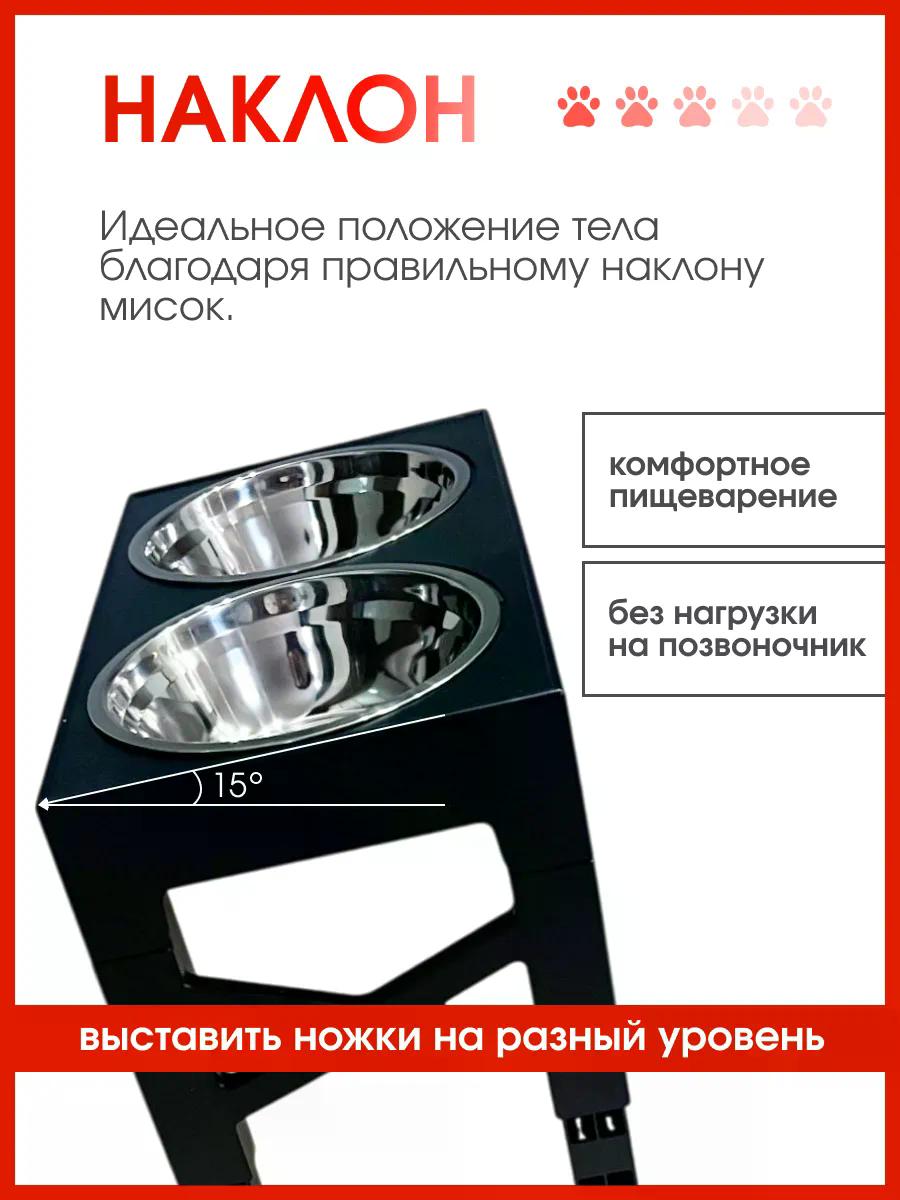 НАКЛОН
Идеальное положение тела
благодаря правильному наклону
мисок.
комфортное
пищеварение
без нагрузки
на позвоночник
15°
выставить ножки на разный уровень